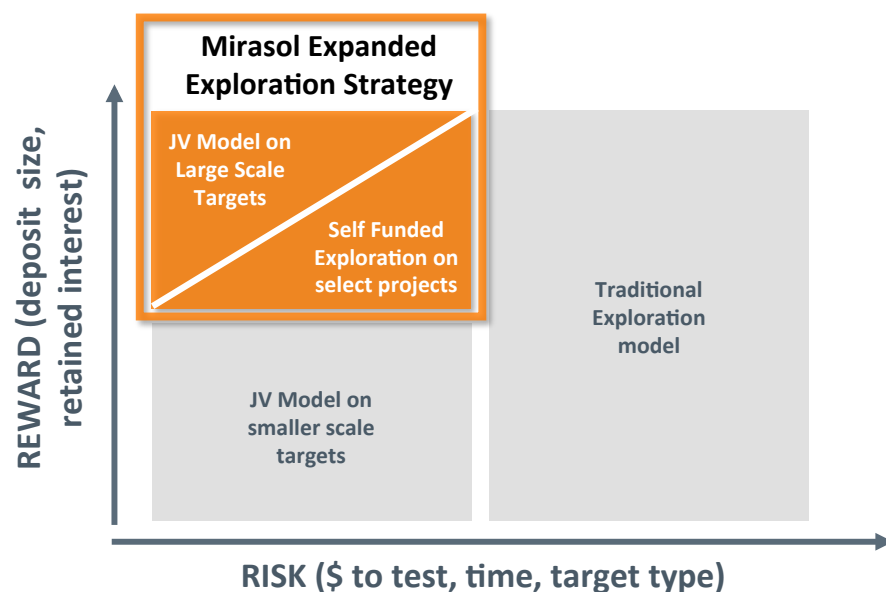 Mirasol Expanded
Exploration Strategy
JV Model on
Large Scale
Targets
Self Funded
Exploration on
select projects
Traditional
Exploration
model
JV Model on
smaller scale
targets
REWARD (deposit size,
retained interest)
RISK ($ to test, time, target type)